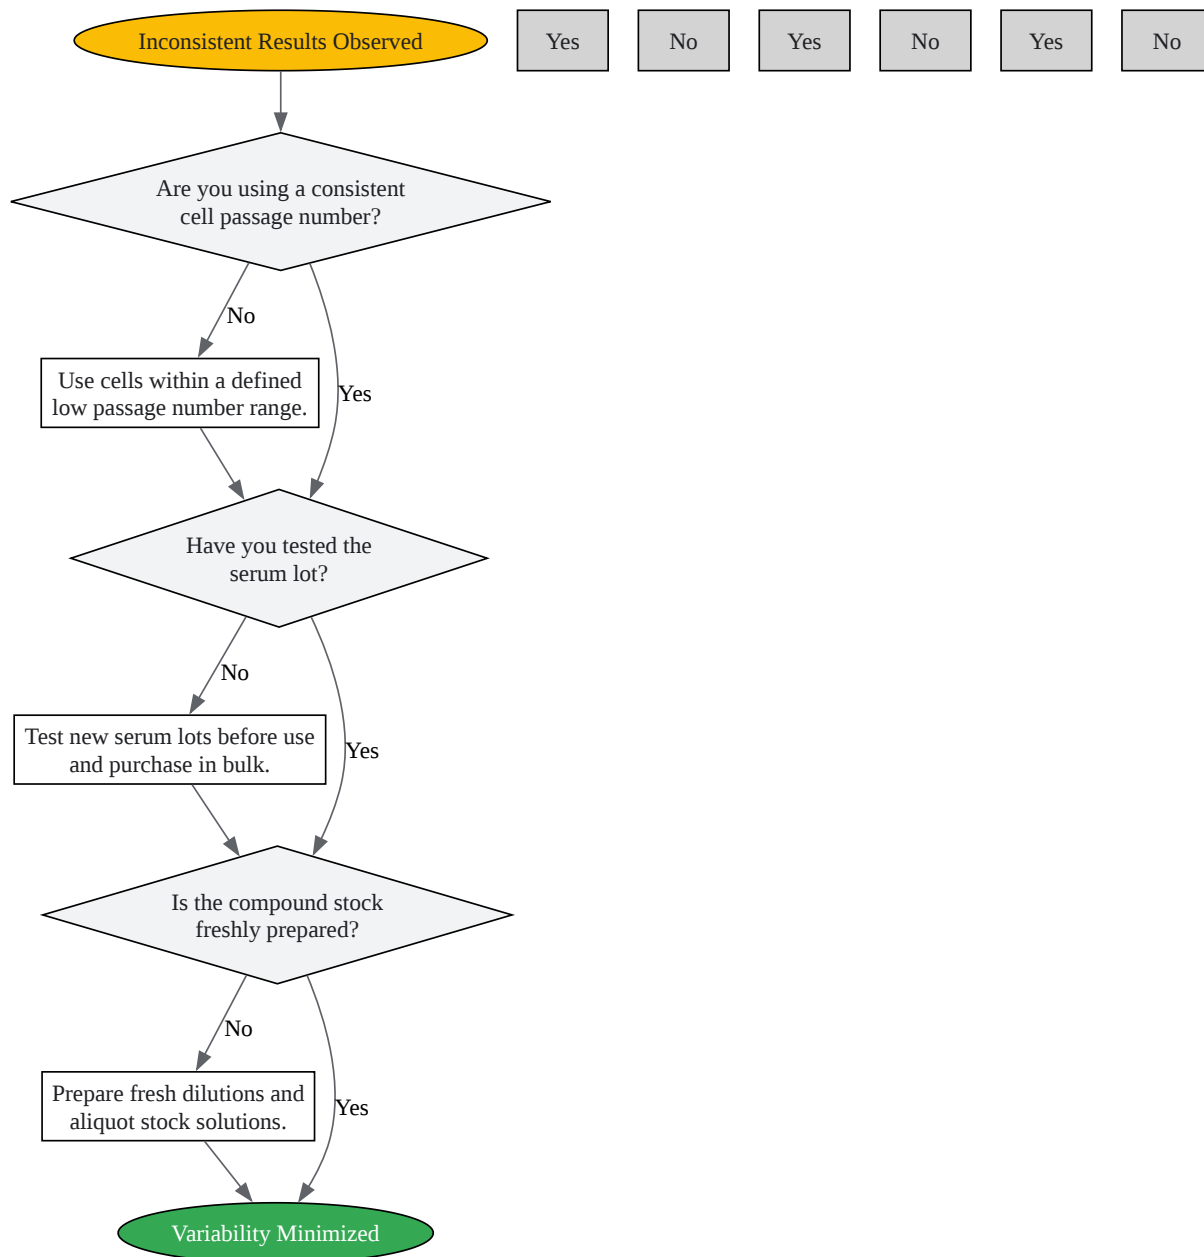 Inconsistent Results Observed
Yes
No
Yes
No
Yes
No
Are you using a consistent
cell passage number?
No
Use cells within a defined
low passage number range.
Yes
Have you tested the
serum lot?
No
Test new serum lots before use
and purchase in bulk.
Yes
Is the compound stock
freshly prepared?
No
Prepare fresh dilutions and
aliquot stock solutions.
Yes
Variability Minimized